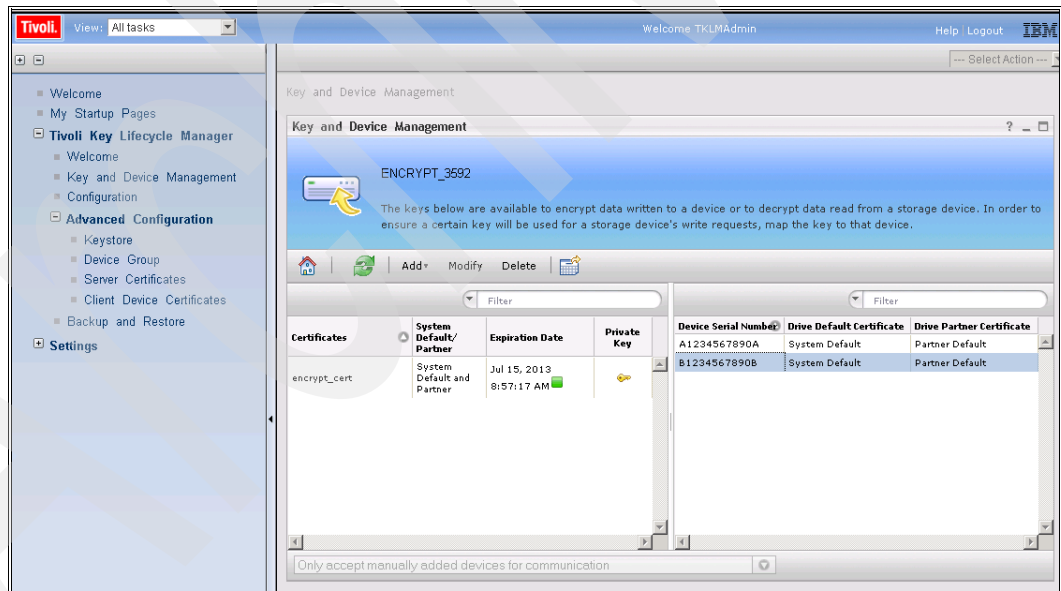 Tivoli. View: All tasks Welcome TKLMAdmin Help Logout IBM
--- Select Action ---
Welcome
My Startup Pages
Tivoli Key Lifecycle Manager
Welcome
Key and Device Management
Configuration
Advanced Configuration
Keystore
Device Group
Server Certificates
Client Device Certificates
Backup and Restore
Settings
Key and Device Management
Key and Device Management ?
ENCRYPT_3592
The keys below are available to encrypt data written to a device or to decrypt data read from a storage device. In order to
ensure a certain key will be used for a storage device's write requests, map the key to that device.
Add Modify Delete
Filter
Certificates
System
Default/
Partner
Expiration Date
Private
Key
encrypt_cert
System
Default and
Partner
Jul 15, 2013
8:57:17 AM
Filter
Device Serial Number Drive Default Certificate Drive Partner Certificate
A1234567890A System Default Partner Default
B1234567890B System Default Partner Default
Only accept manually added devices for communication